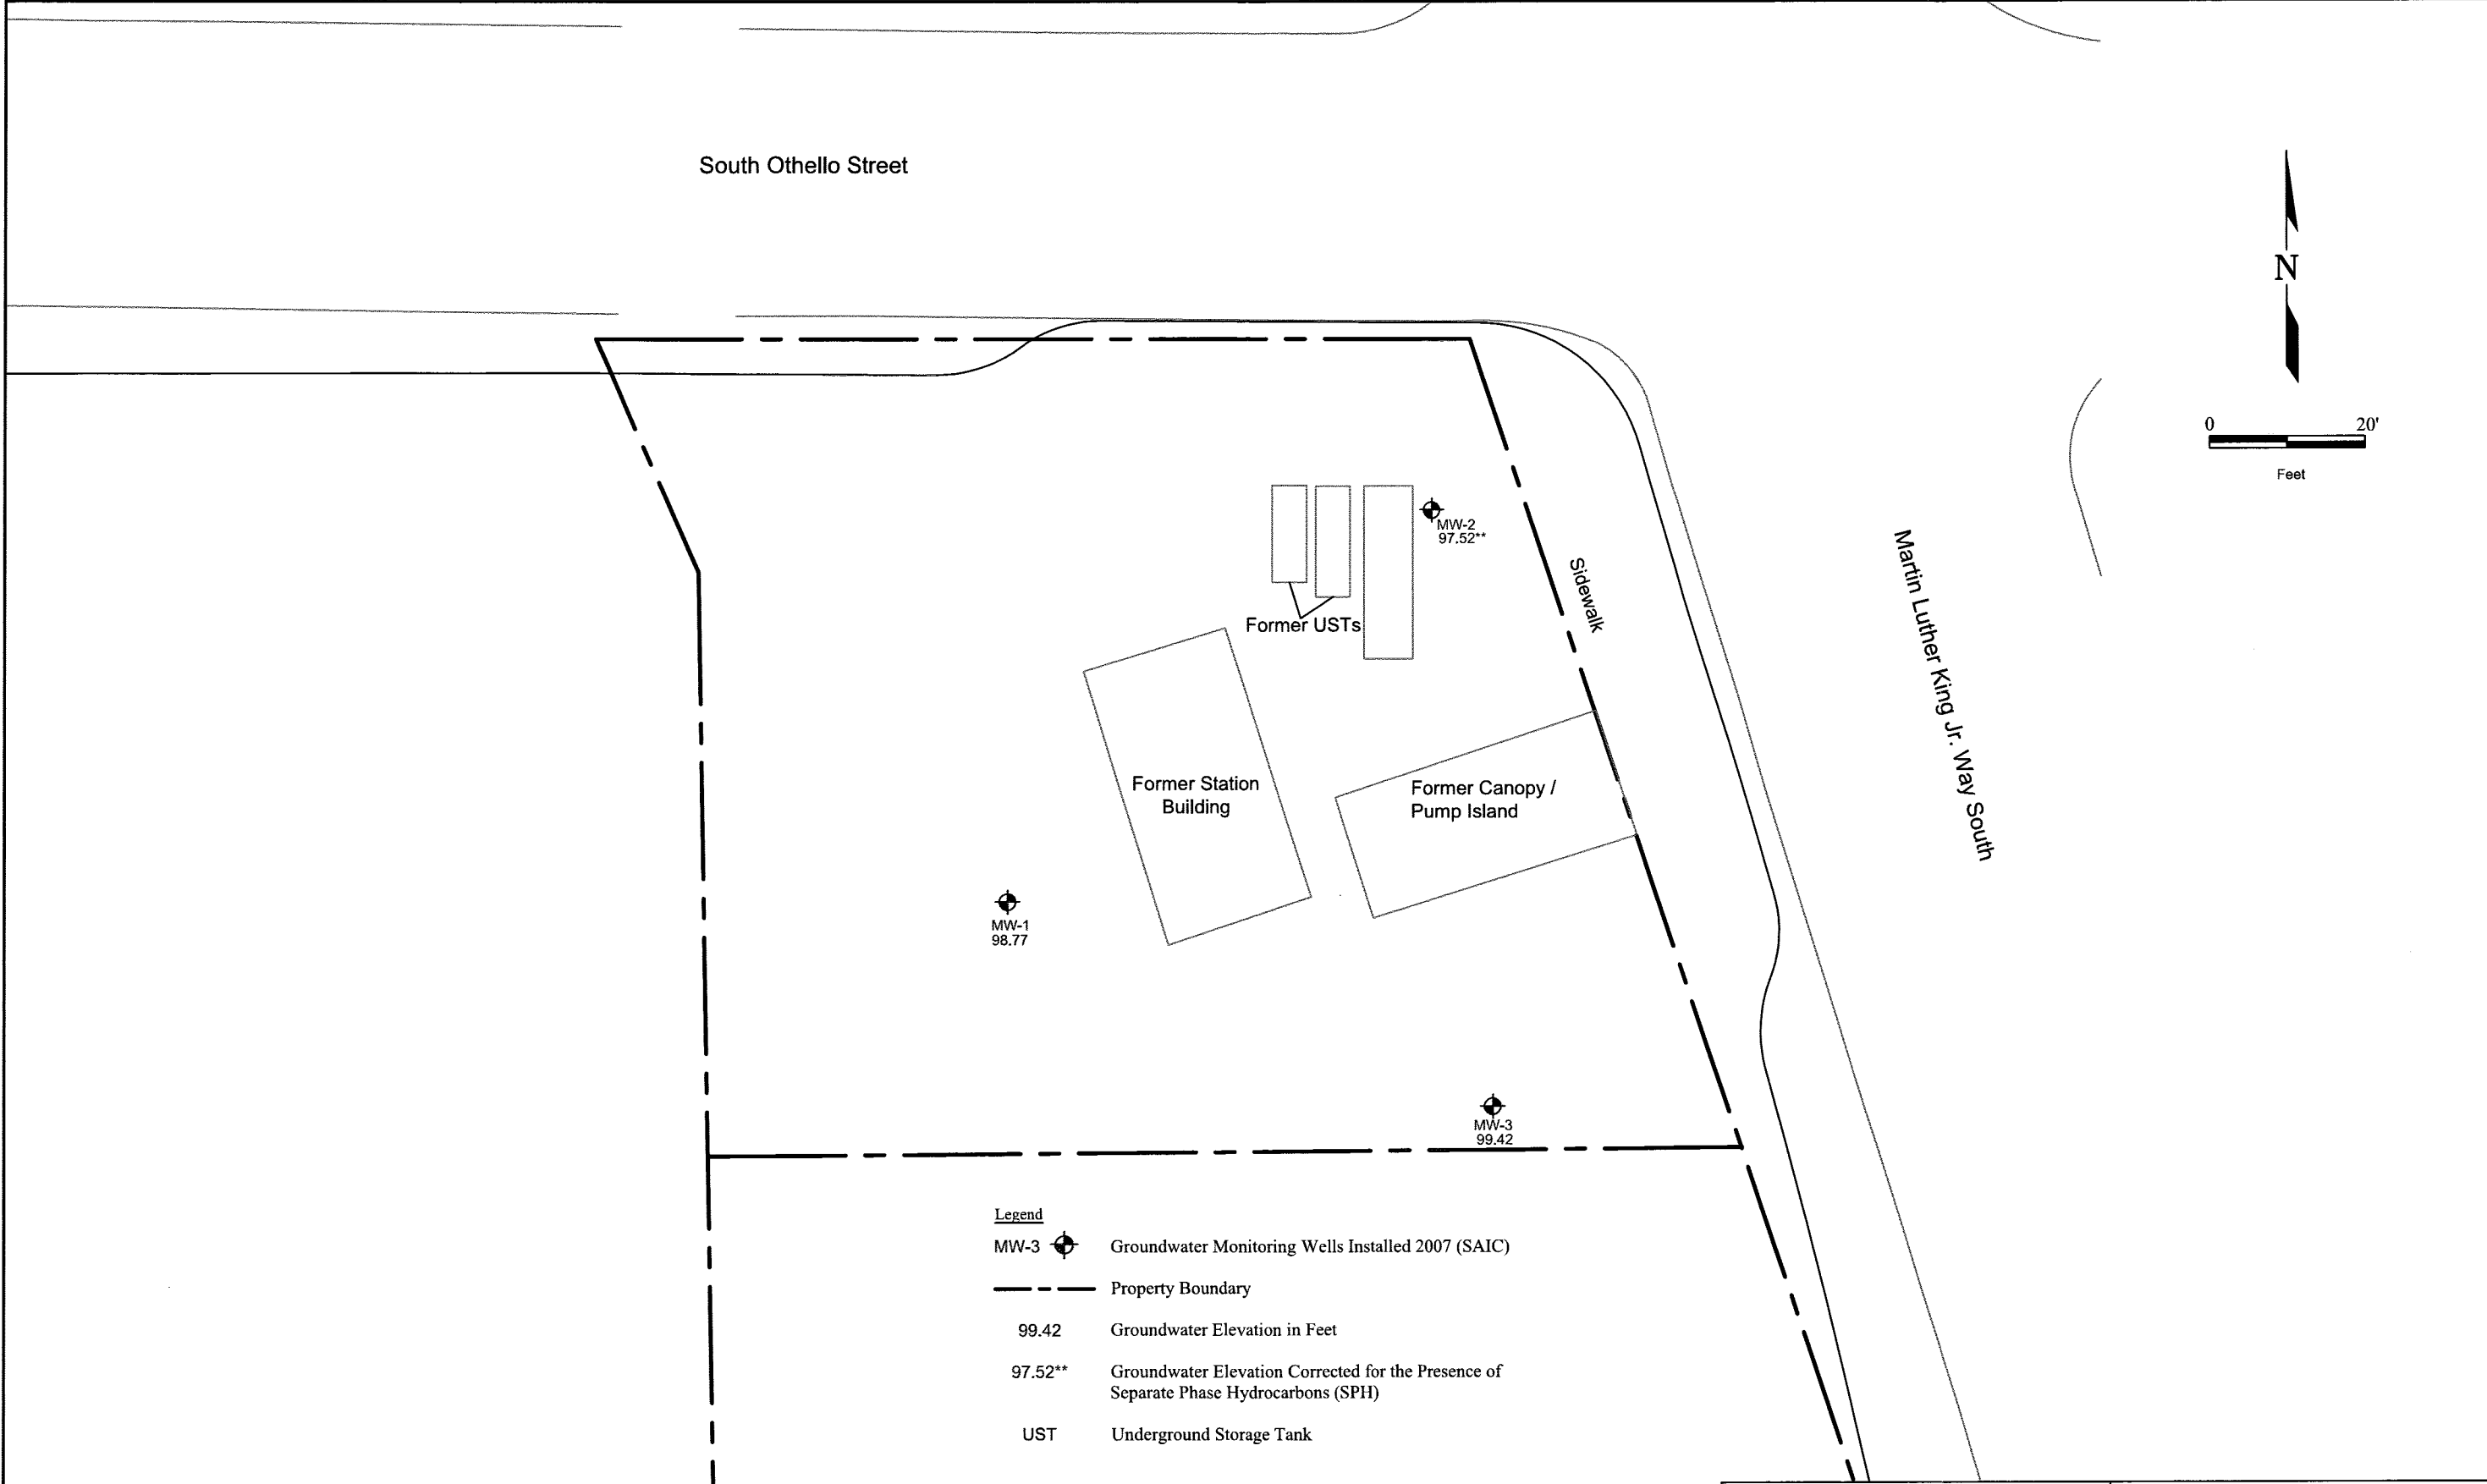 South Othello Street
N
0 20'
Feet
MW-2
97.52**
Sidewalk
Martin Luther King Jr. Way South
Former USTs
Former Station
Building
Former Canopy /
Pump Island
MW-1
98.77
MW-3
99.42
Legend
MW-3 Groundwater Monitoring Wells Installed 2007 (SAIC)
Property Boundary
99.42 Groundwater Elevation in Feet
97.52** Groundwater Elevation Corrected for the Presence of
Separate Phase Hydrocarbons (SPH)
UST Underground Storage Tank